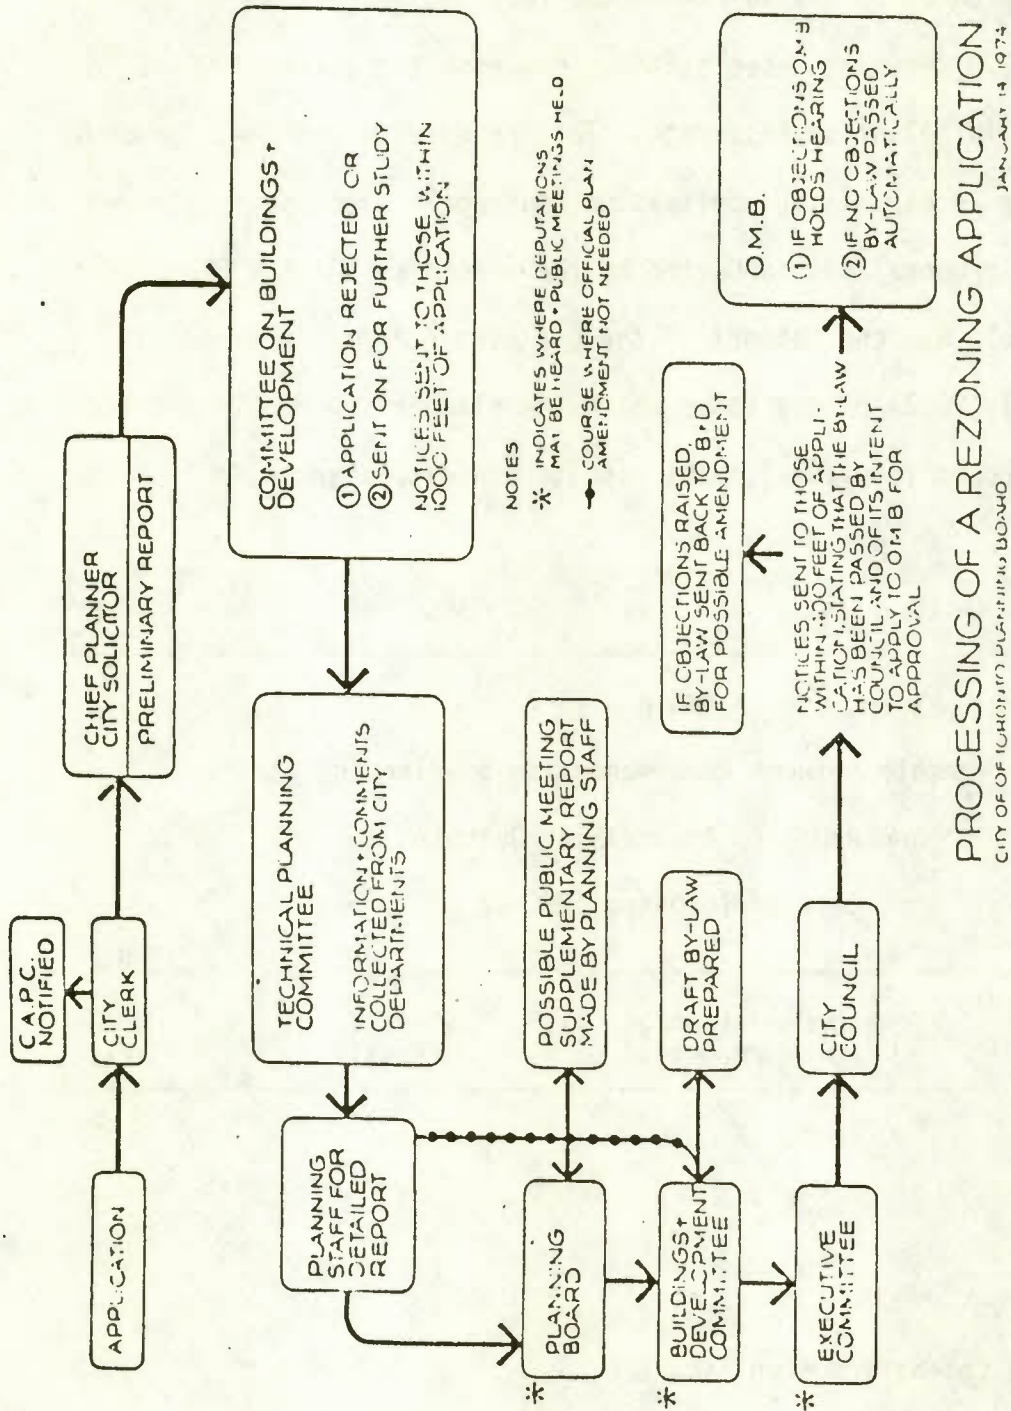 APPLICATION
C.A.P.C.
NOTIFIED
CITY
CLERK
CHIEF PLANNER
CITY SOLICITOR
PRELIMINARY REPORT
COMMITTEE ON BUILDINGS +
DEVELOPMENT
① APPLICATION REJECTED OR
② SENT ON FOR FURTHER STUDY
NOTICES SENT TO THOSE WITHIN
1000 FEET OF APPLICATION
TECHNICAL PLANNING
COMMITTEE
INFORMATION + COMMENTS
COLLECTED FROM CITY
DEPARTMENTS
PLANNING
STAFF FOR
DETAILED
REPORT
NOTES
* INDICATES WHERE DEPUTATIONS
MAY BE HEARD + PUBLIC MEETINGS HELD
COURSE WHERE OFFICIAL PLAN
AMENDMENT NOT NEEDED
* PLANNING
BOARD
POSSIBLE PUBLIC MEETING
SUPPLEMENTARY REPORT
MADE BY PLANNING STAFF
* BUILDINGS +
DEVELOPMENT
COMMITTEE
DRAFT BY-LAW
PREPARED
* EXECUTIVE
COMMITTEE
CITY
COUNCIL
NOTICES SENT TO THOSE
WITHIN 400 FEET OF APPLI-
CATION STATING THAT THE BY-LAW
HAS BEEN PASSED BY
COUNCIL AND OF ITS INTENT
TO APPLY TO O M B FOR
APPROVAL
IF OBJECTIONS RAISED,
BY-LAW SENT BACK TO B + D
FOR POSSIBLE AMENDMENT
O.M.B.
① IF OBJECTIONS O M B
HOLDS HEARING
② IF NO OBJECTIONS
BY-LAW PASSED
AUTOMATICALLY
PROCESSING OF A REZONING APPLICATION
CITY OF TORONTO PLANNING BOARD
JANUARY 14 1974